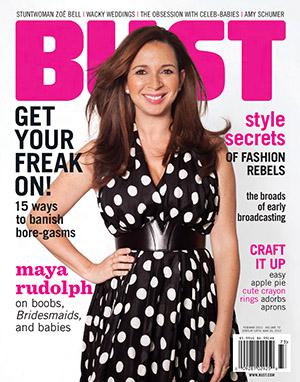 STUNTWOMAN ZOË BELL | WACKY WEDDINGS | THE OBSESSION WITH CELEB-BABIES | AMY SCHUMER
BUST
GET
YOUR
FREAK
ON!
15 ways
to banish
bore-gasms
maya
rudolph
on boobs,
Bridesmaids,
and babies
style
secrets
OF FASHION
REBELS
the broads
of early
broadcasting
CRAFT
IT UP
easy
apple pie
cute crayon
rings adorbs
aprons
WWW.BUST.COM